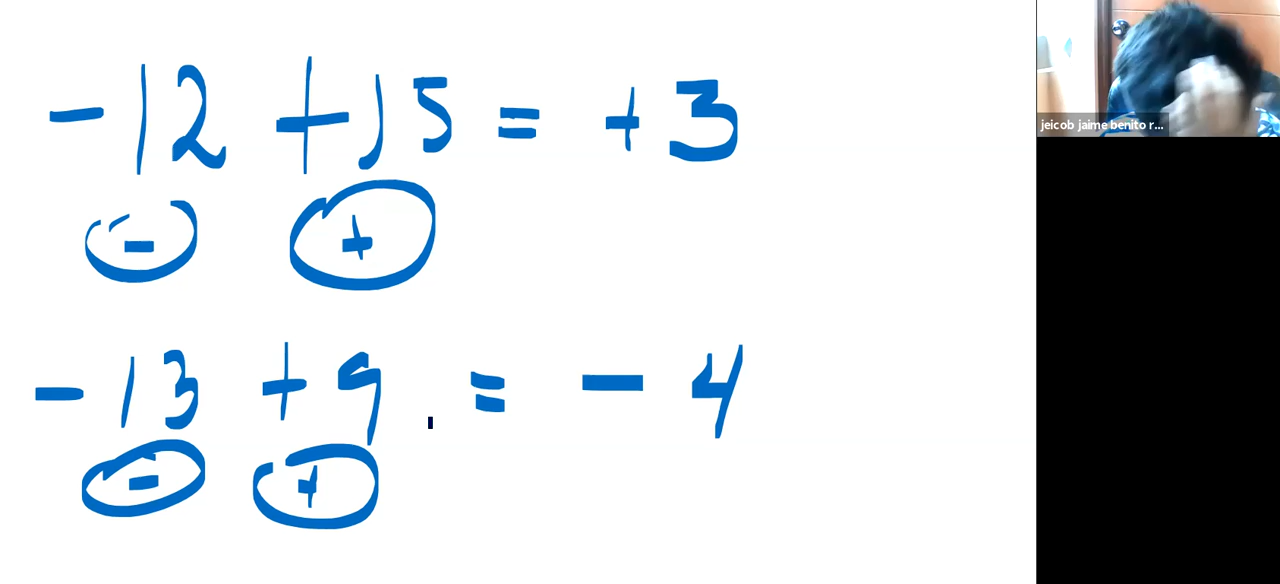 -12 +15 = +3
- +
-13 +9 = -4
- +
jeicob jaime benito r...